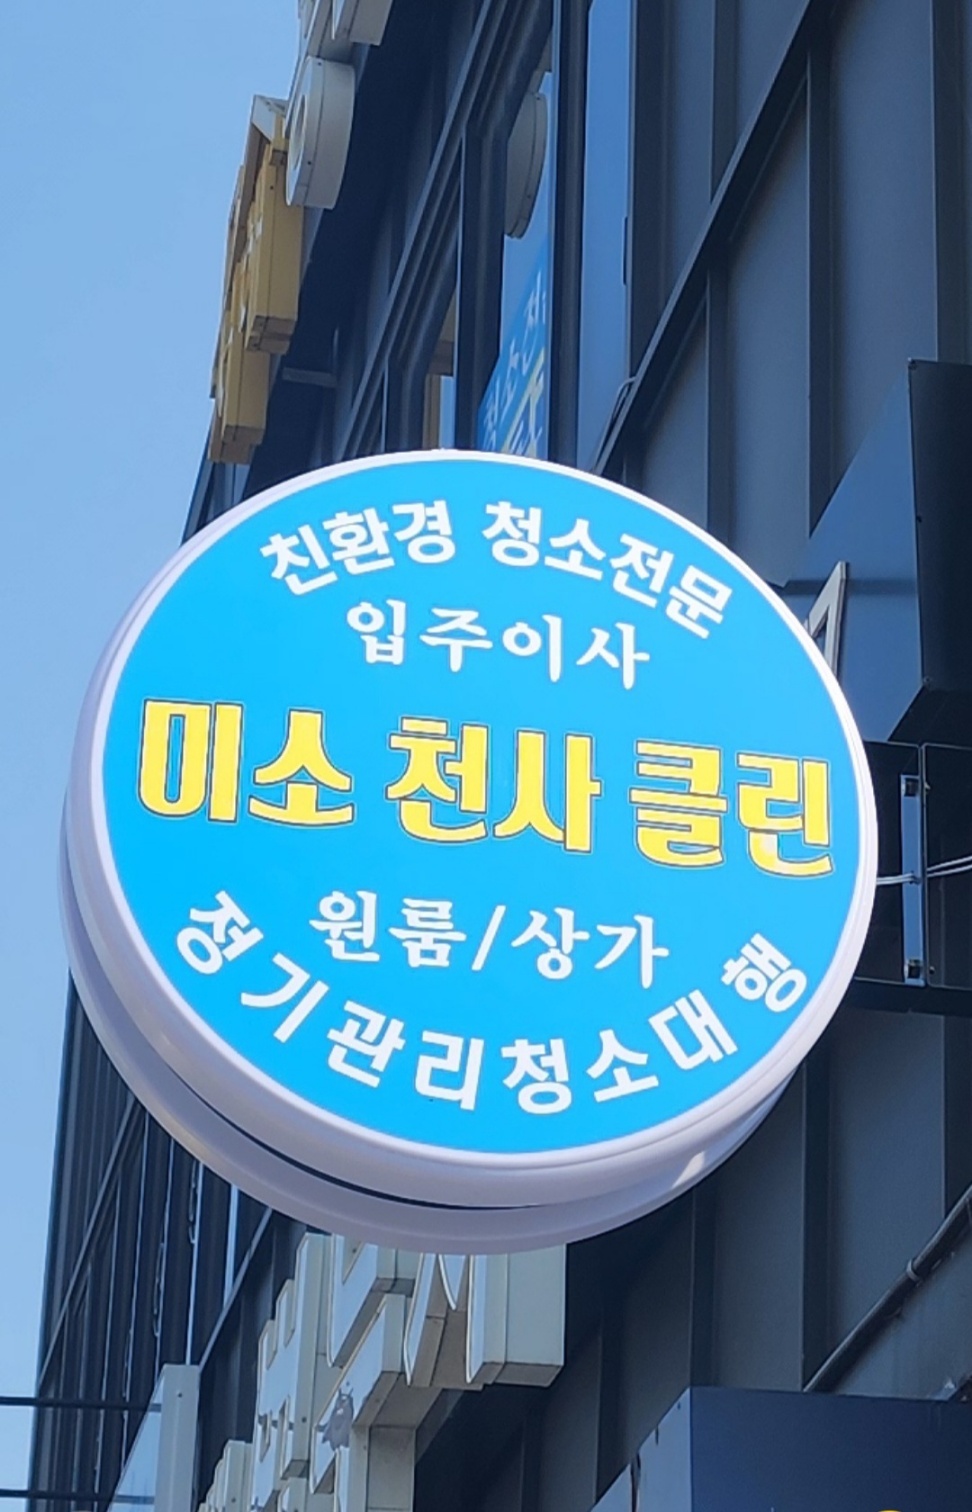 친환경 청소전문
입주이사
미소 천사 클린
원룸/상가
정기관리청소대행